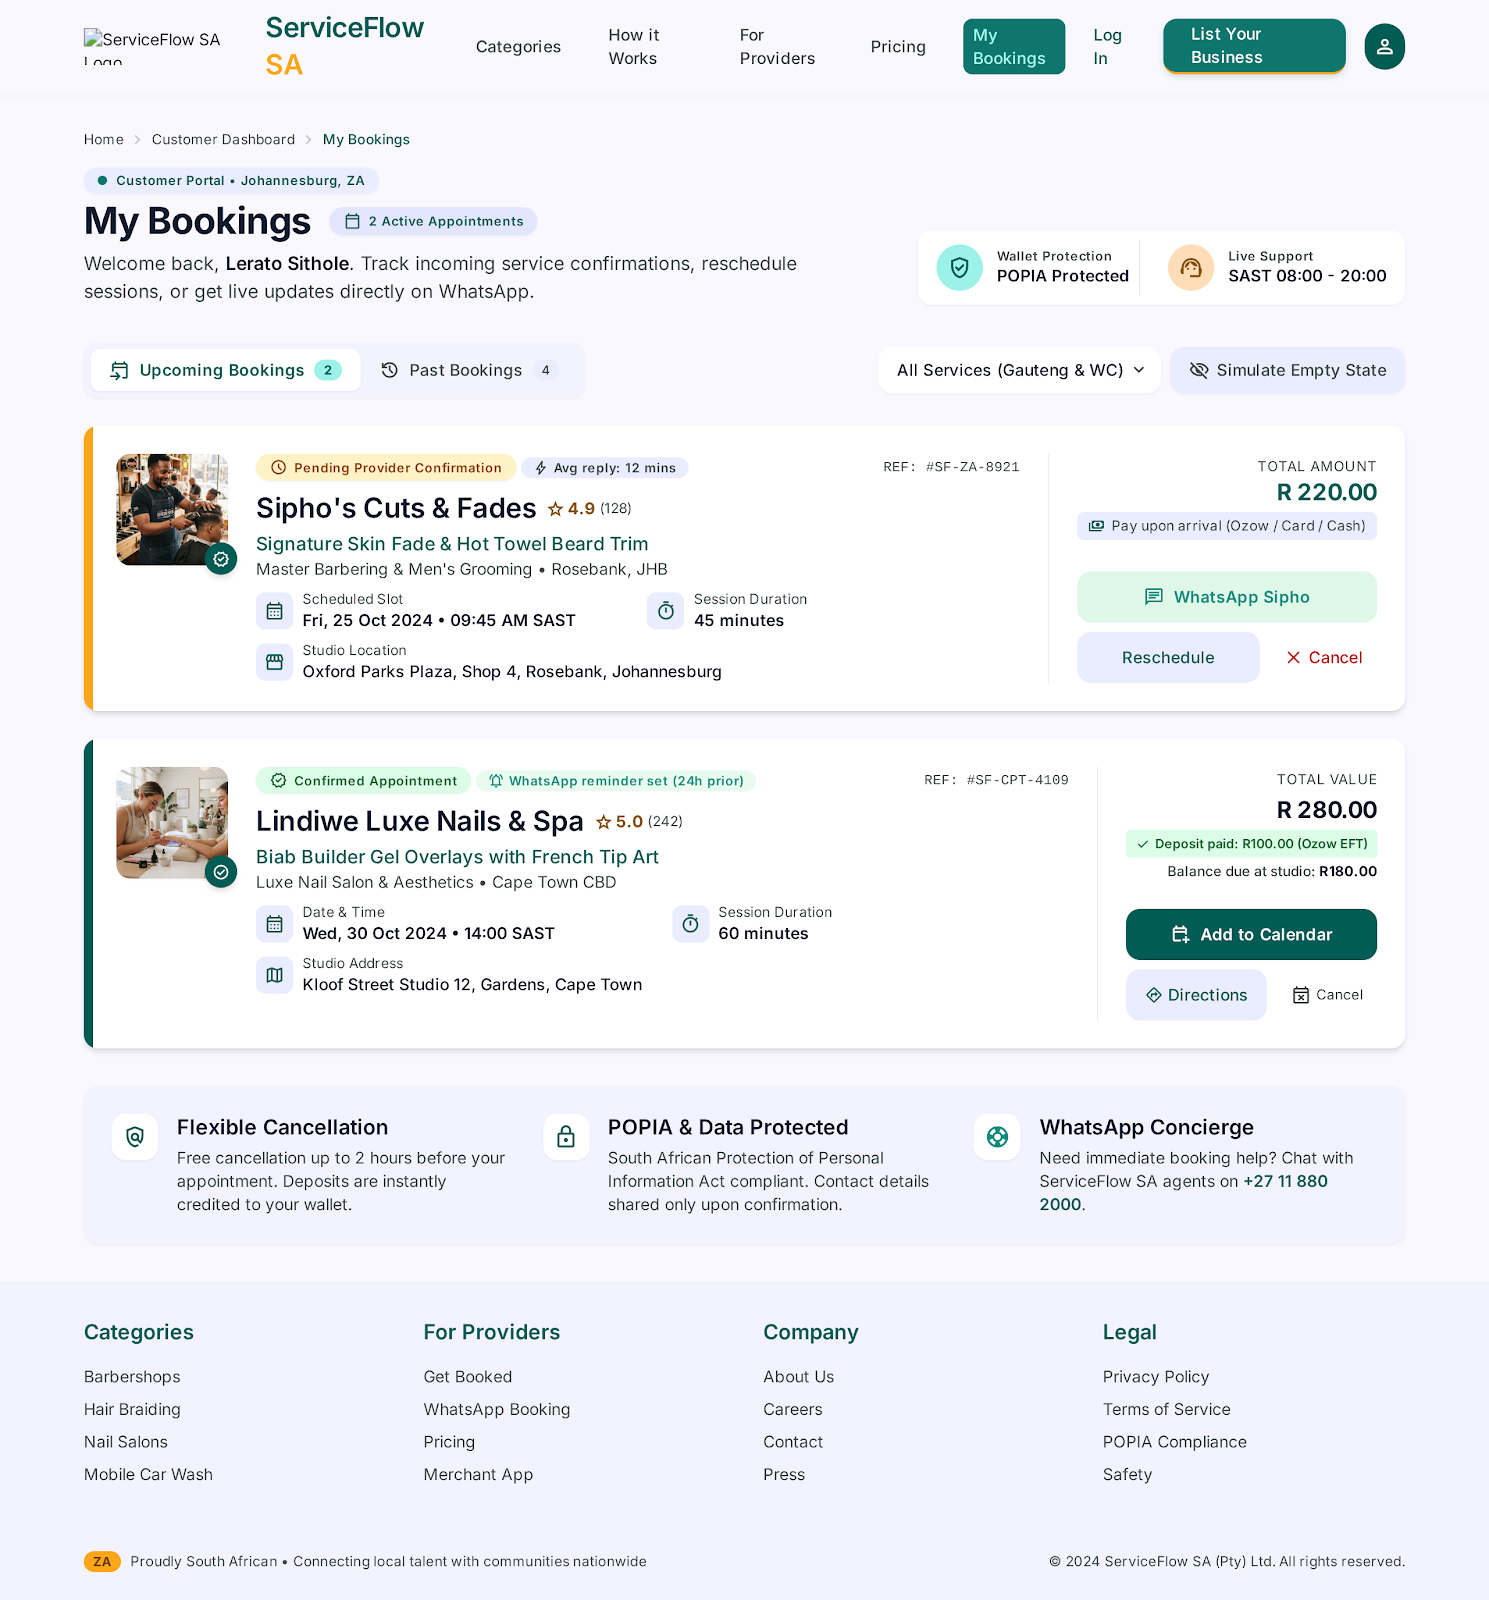 ServiceFlow SA
Logo
ServiceFlow
SA
Categories
How it
Works
For
Providers
Pricing
My
Bookings
Log
In
List Your
Business
Home
Customer Dashboard
My Bookings
Customer Portal • Johannesburg, ZA
My Bookings
2 Active Appointments
Welcome back, Lerato Sithole. Track incoming service confirmations, reschedule
sessions, or get live updates directly on WhatsApp.
Wallet Protection
POPIA Protected
Live Support
SAST 08:00 - 20:00
Upcoming Bookings 2
Past Bookings 4
All Services (Gauteng & WC)
Simulate Empty State
Pending Provider Confirmation
Avg reply: 12 mins
REF: #SF-ZA-8921
Sipho's Cuts & Fades
4.9 (128)
Signature Skin Fade & Hot Towel Beard Trim
Master Barbering & Men's Grooming • Rosebank, JHB
Scheduled Slot
Fri, 25 Oct 2024 • 09:45 AM SAST
Session Duration
45 minutes
Studio Location
Oxford Parks Plaza, Shop 4, Rosebank, Johannesburg
TOTAL AMOUNT
R 220.00
Pay upon arrival (Ozow / Card / Cash)
WhatsApp Sipho
Reschedule
Cancel
Confirmed Appointment
WhatsApp reminder set (24h prior)
REF: #SF-CPT-4109
Lindiwe Luxe Nails & Spa
5.0 (242)
Biab Builder Gel Overlays with French Tip Art
Luxe Nail Salon & Aesthetics • Cape Town CBD
Date & Time
Wed, 30 Oct 2024 • 14:00 SAST
Session Duration
60 minutes
Studio Address
Kloof Street Studio 12, Gardens, Cape Town
TOTAL VALUE
R 280.00
Deposit paid: R100.00 (Ozow EFT)
Balance due at studio: R180.00
Add to Calendar
Directions
Cancel
Flexible Cancellation
Free cancellation up to 2 hours before your
appointment. Deposits are instantly
credited to your wallet.
POPIA & Data Protected
South African Protection of Personal
Information Act compliant. Contact details
shared only upon confirmation.
WhatsApp Concierge
Need immediate booking help? Chat with
ServiceFlow SA agents on +27 11 880
2000.
Categories
Barbershops
Hair Braiding
Nail Salons
Mobile Car Wash
For Providers
Get Booked
WhatsApp Booking
Pricing
Merchant App
Company
About Us
Careers
Contact
Press
Legal
Privacy Policy
Terms of Service
POPIA Compliance
Safety
ZA
Proudly South African • Connecting local talent with communities nationwide
© 2024 ServiceFlow SA (Pty) Ltd. All rights reserved.